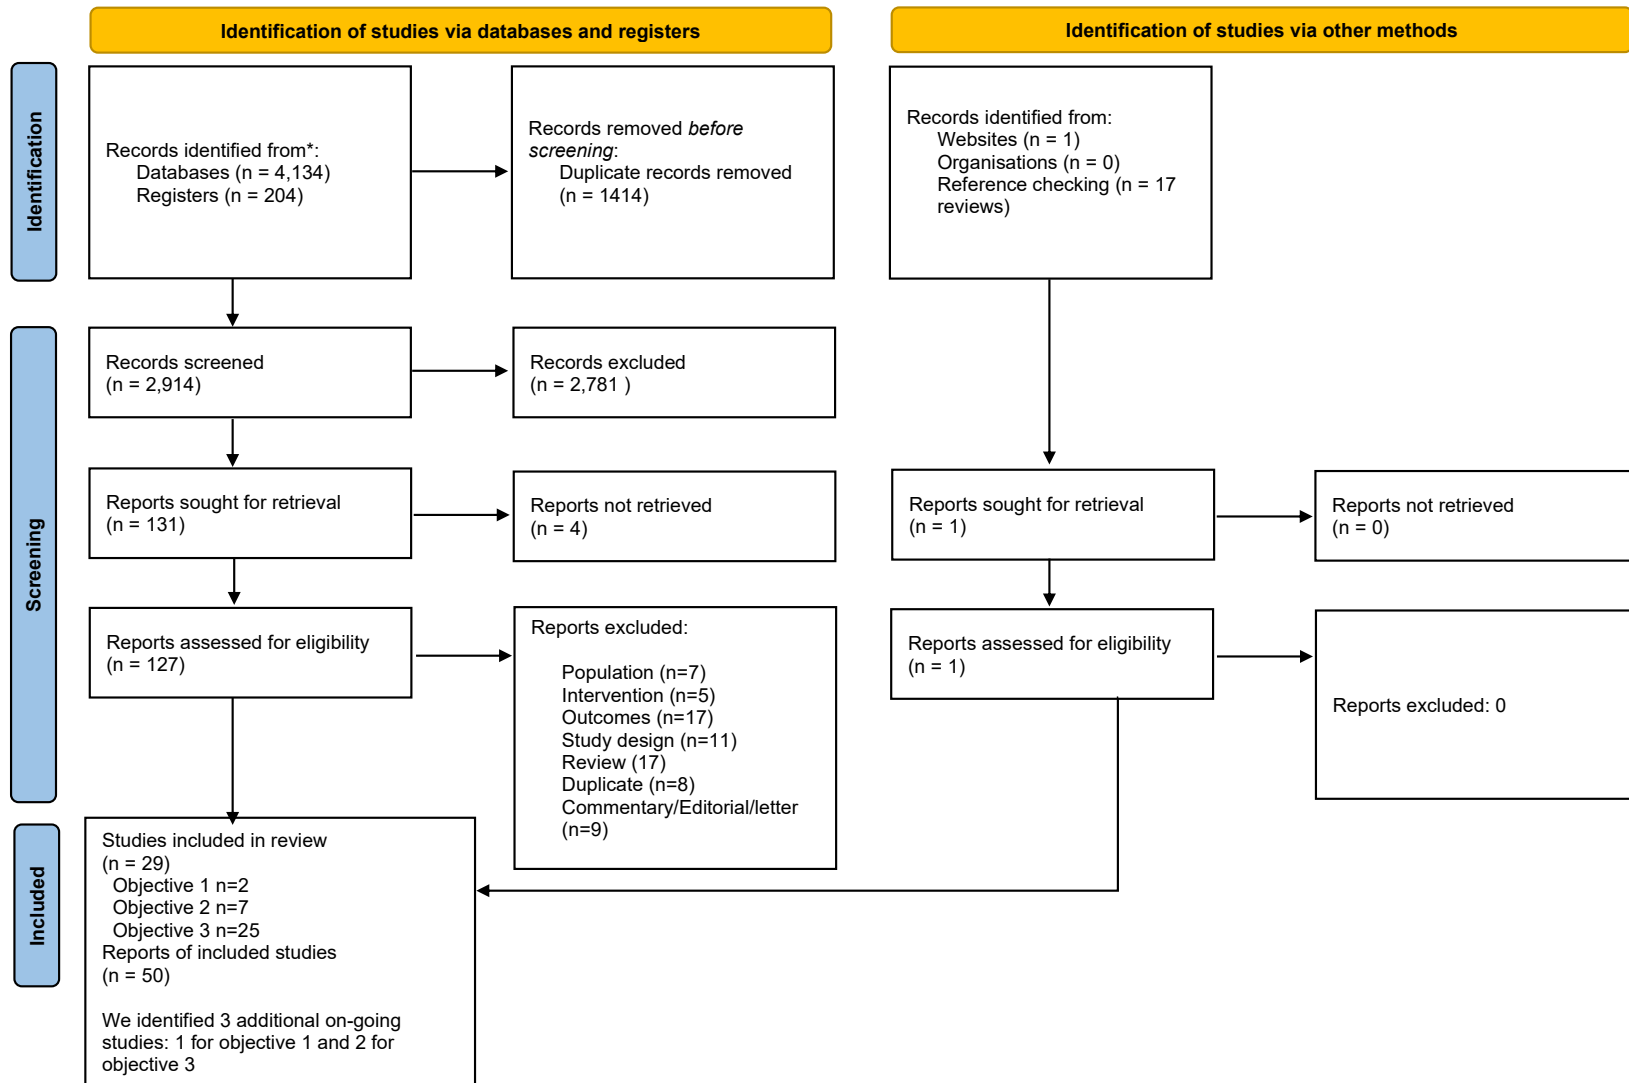 Identification of studies via databases and registers
Identification of studies via other methods
Identification
Records identified from*:
Databases (n = 4,134)
Registers (n = 204)
Records removed before
screening:
Duplicate records removed
(n = 1414)
Records identified from:
Websites (n = 1)
Organisations (n = 0)
Reference checking (n = 17
reviews)
Screening
Records screened
(n = 2,914)
Records excluded
(n = 2,781 )
Reports sought for retrieval
(n = 131)
Reports not retrieved
(n = 4)
Reports sought for retrieval
(n = 1)
Reports not retrieved
(n = 0)
Reports assessed for eligibility
(n = 127)
Reports excluded:
Population (n=7)
Intervention (n=5)
Outcomes (n=17)
Study design (n=11)
Review (17)
Duplicate (n=8)
Commentary/Editorial/letter
(n=9)
Reports assessed for eligibility
(n = 1)
Reports excluded: 0
Included
Studies included in review
(n = 29)
Objective 1 n=2
Objective 2 n=7
Objective 3 n=25
Reports of included studies
(n = 50)
We identified 3 additional on-going
studies: 1 for objective 1 and 2 for
objective 3